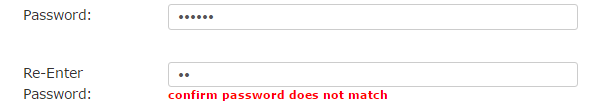 Password: ••••••
Re-Enter ••
Password: confirm password does not match